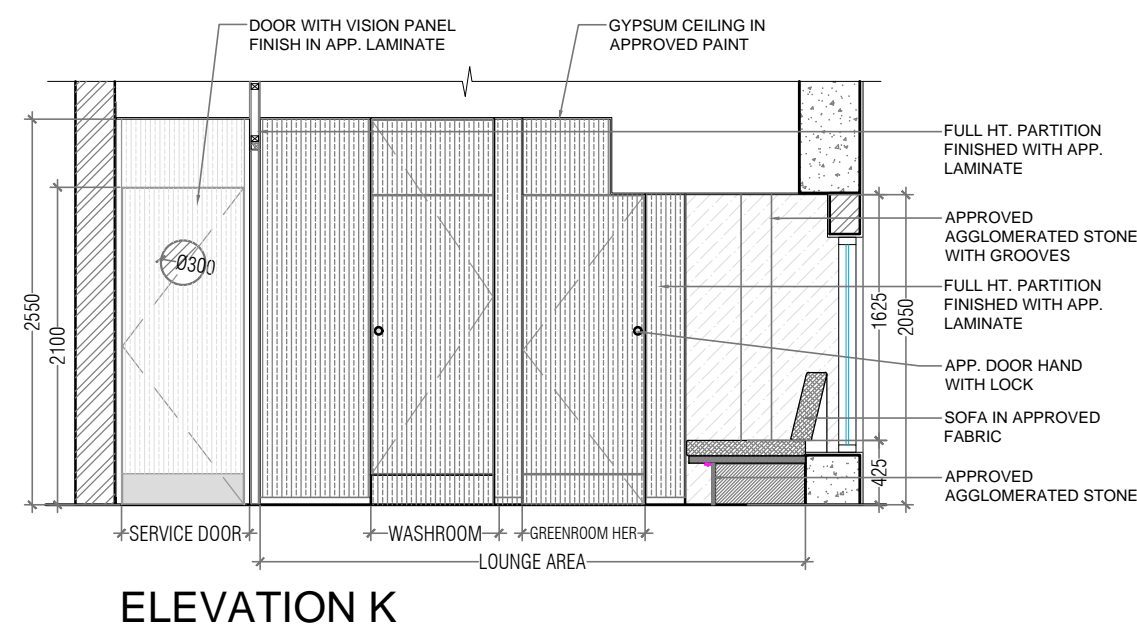 DOOR WITH VISION PANEL
FINISH IN APP. LAMINATE
GYPSUM CEILING IN
APPROVED PAINT
FULL HT. PARTITION
FINISHED WITH APP.
LAMINATE
APPROVED
AGGLOMERATED STONE
WITH GROOVES
FULL HT. PARTITION
FINISHED WITH APP.
LAMINATE
APP. DOOR HAND
WITH LOCK
SOFA IN APPROVED
FABRIC
APPROVED
AGGLOMERATED STONE
2550
2100
Ø300
1625
2050
425
SERVICE DOOR
WASHROOM
GREENROOM HER
LOUNGE AREA
ELEVATION K